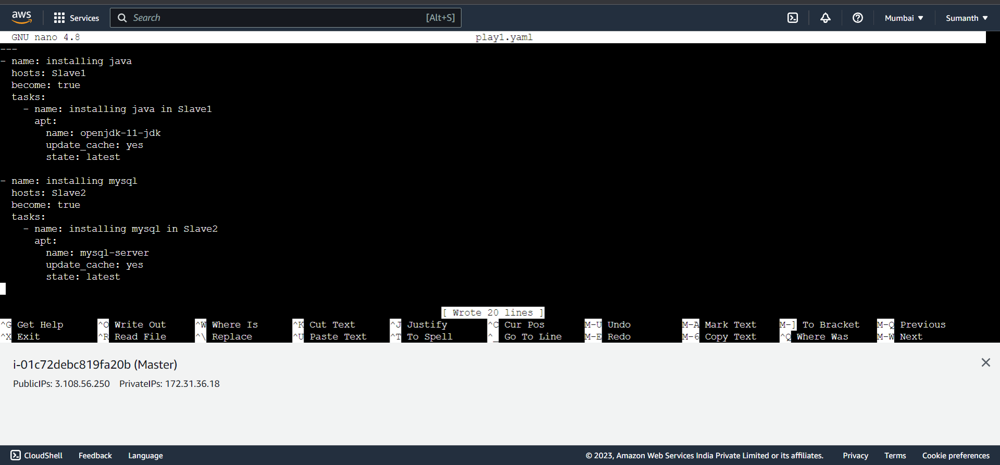 aws Services Search [Alt+S] Mumbai ▼ Sumanth ▼
GNU nano 4.8 play1.yaml
---
- name: installing java
  hosts: Slave1
  become: true
  tasks:
    - name: installing java in Slave1
      apt:
        name: openjdk-11-jdk
        update_cache: yes
        state: latest

- name: installing mysql
  hosts: Slave2
  become: true
  tasks:
    - name: installing mysql in Slave2
      apt:
        name: mysql-server
        update_cache: yes
        state: latest
[ Wrote 20 lines ]
^G Get Help ^O Write Out ^W Where Is ^K Cut Text ^J Justify ^C Cur Pos M-U Undo M-A Mark Text M-] To Bracket M-Q Previous
^X Exit ^R Read File ^\ Replace ^U Paste Text ^T To Spell ^_ Go To Line M-E Redo M-6 Copy Text ^Q Where Was M-W Next
i-01c72debc819fa20b (Master)
PublicIPs: 3.108.56.250 PrivateIPs: 172.31.36.18
CloudShell Feedback Language © 2023, Amazon Web Services India Private Limited or its affiliates. Privacy Terms Cookie preferences